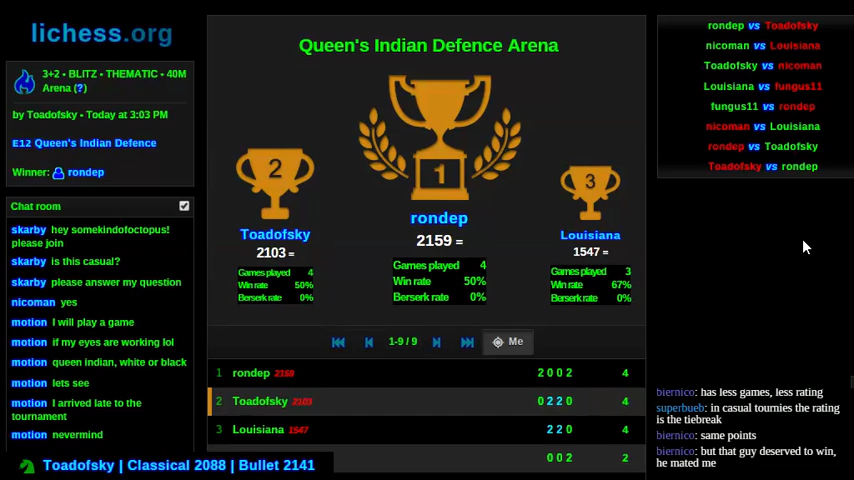 lichess.org
3+2 • BLITZ • THEMATIC • 40M
Arena (?)
by Toadofsky • Today at 3:03 PM
E12 Queen's Indian Defence
Winner: rondep
Chat room
skarby hey somekindofoctopus!
please join
skarby is this casual?
skarby please answer my question
nicoman yes
motion I will play a game
motion if my eyes are working lol
motion queen indian, white or black
motion lets see
motion I arrived late to the
tournament
motion nevermind
Toadofsky | Classical 2088 | Bullet 2141
Queen's Indian Defence Arena
2
1
3
Toadofsky
2103 =
Games played 4
Win rate 50%
Berserk rate 0%
rondep
2159 =
Games played 4
Win rate 50%
Berserk rate 0%
Louisiana
1547 =
Games played 3
Win rate 67%
Berserk rate 0%
1-9 / 9
Me
1 rondep 2159 2 0 0 2 4
2 Toadofsky 2103 0 2 2 0 4
3 Louisiana 1547 2 2 0 4
0 0 2 2
rondep vs Toadofsky
nicoman vs Louisiana
Toadofsky vs nicoman
Louisiana vs fungus11
fungus11 vs rondep
nicoman vs Louisiana
rondep vs Toadofsky
Toadofsky vs rondep
biernico: has less games, less rating
superbueb: in casual tournies the rating
is the tiebreak
biernico: same points
biernico: but that guy deserved to win,
he mated me